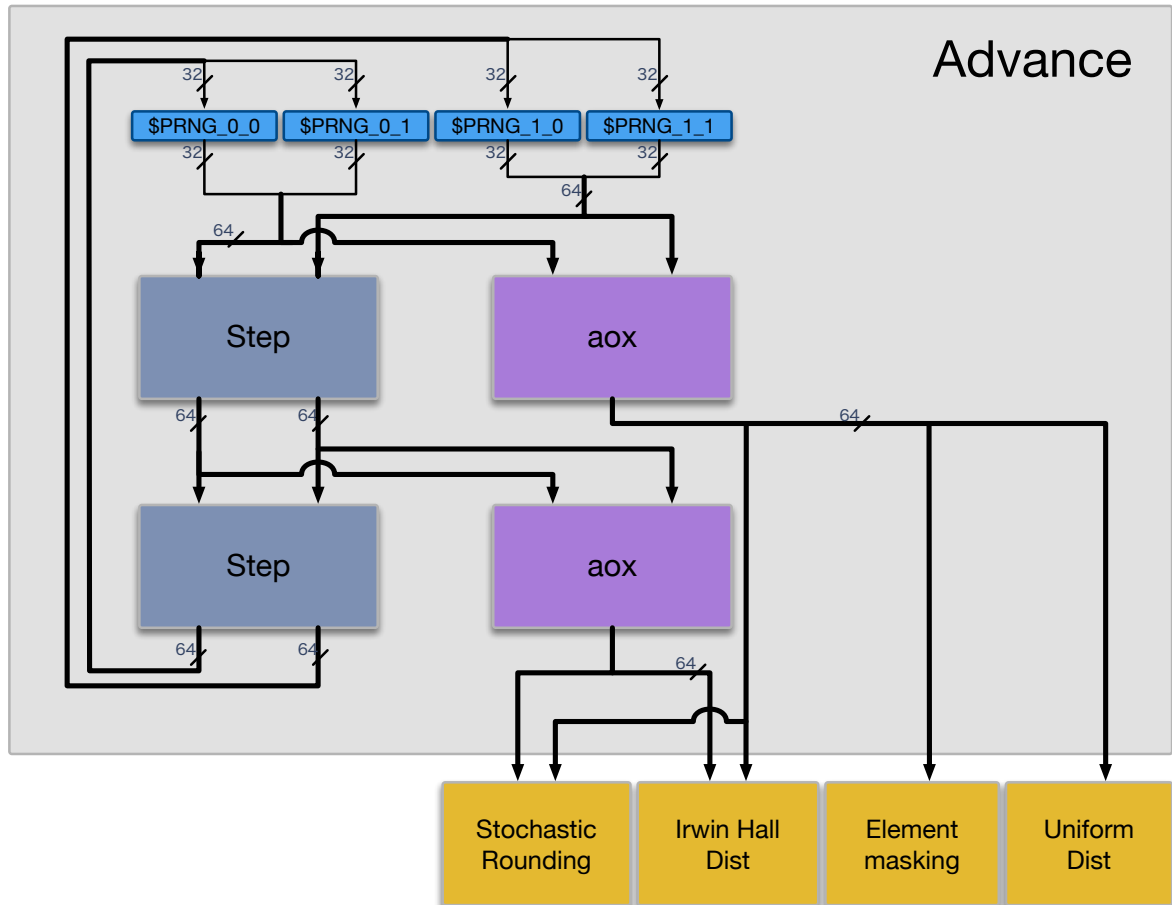 Advance
32
32
32
32
$PRNG_0_0
$PRNG_0_1
$PRNG_1_0
$PRNG_1_1
32
32
32
32
64
64
Step
aox
64
64
64
Step
aox
64
64
64
Stochastic
Rounding
Irwin Hall
Dist
Element
masking
Uniform
Dist